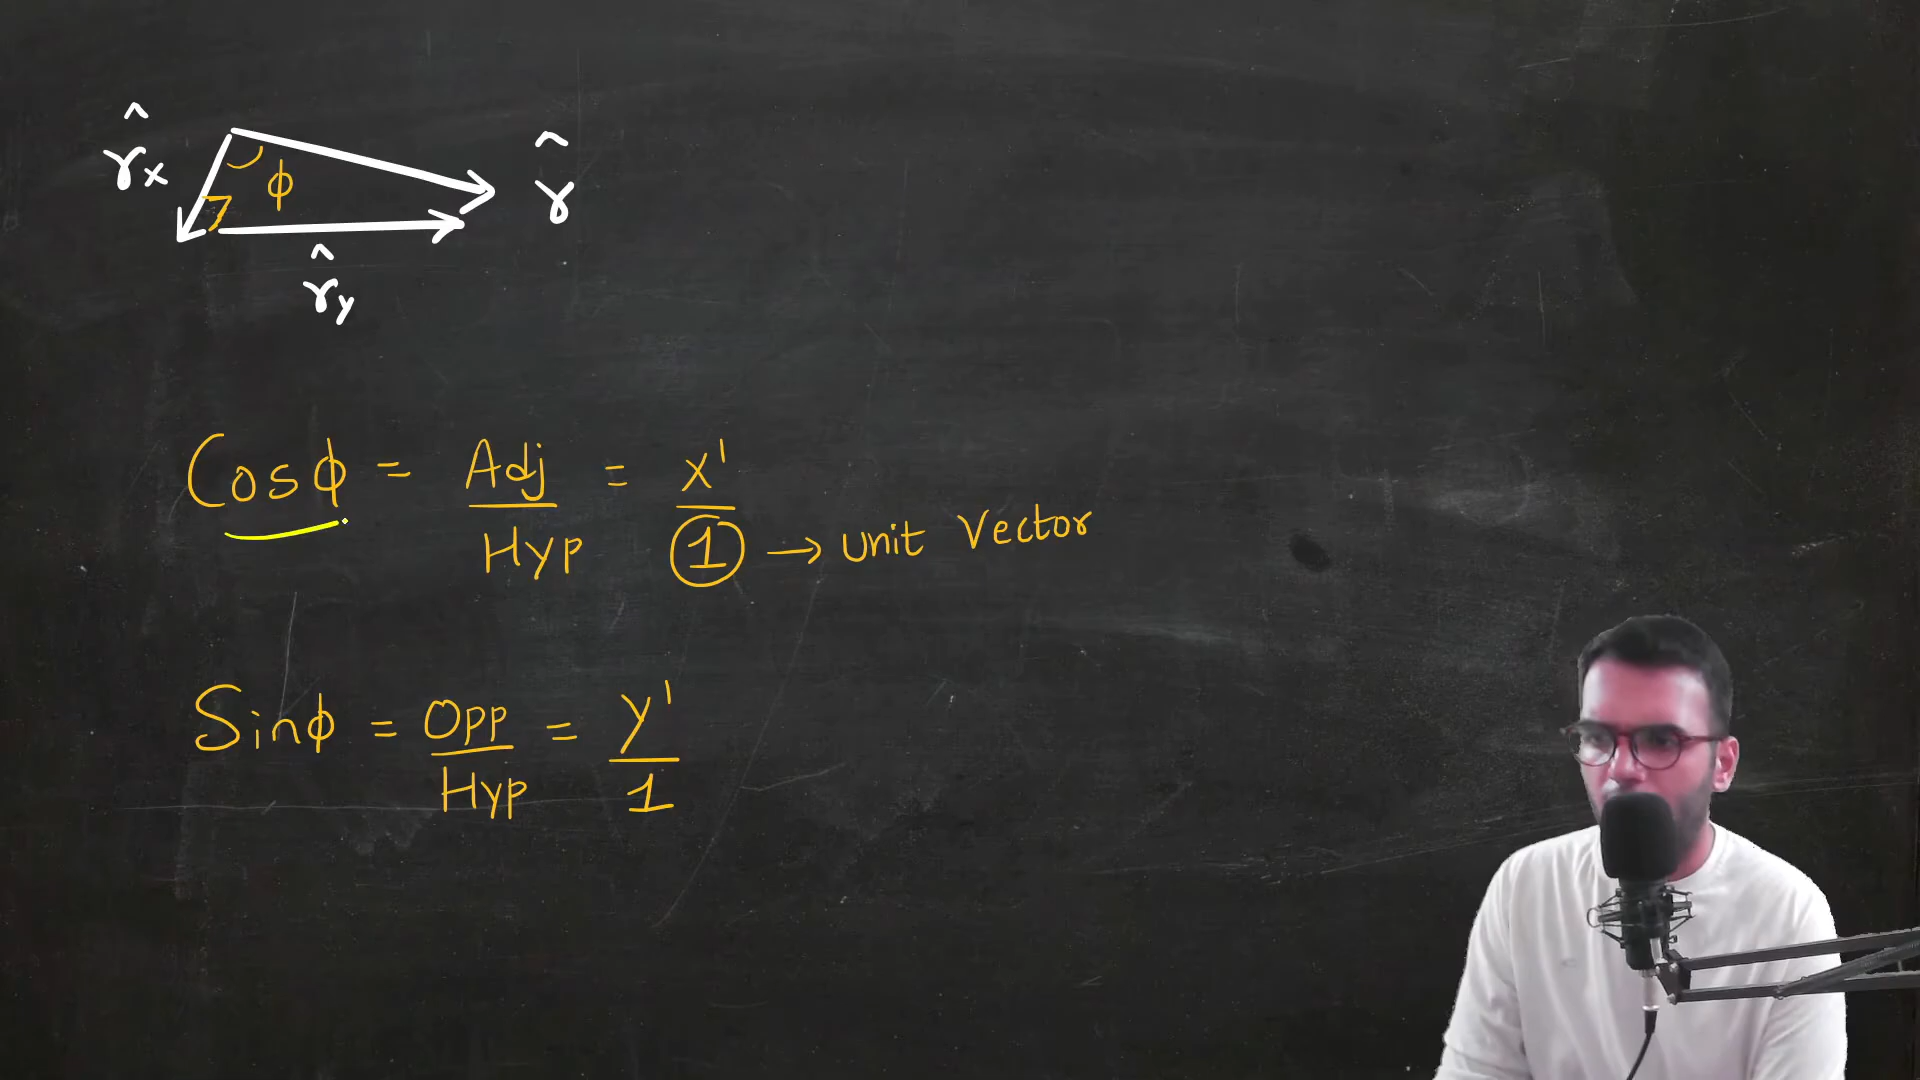 r̂x
ϕ
r̂
r̂y
Cosϕ = Adj/Hyp = x'/1 → unit Vector
Sinϕ = Opp/Hyp = y'/1